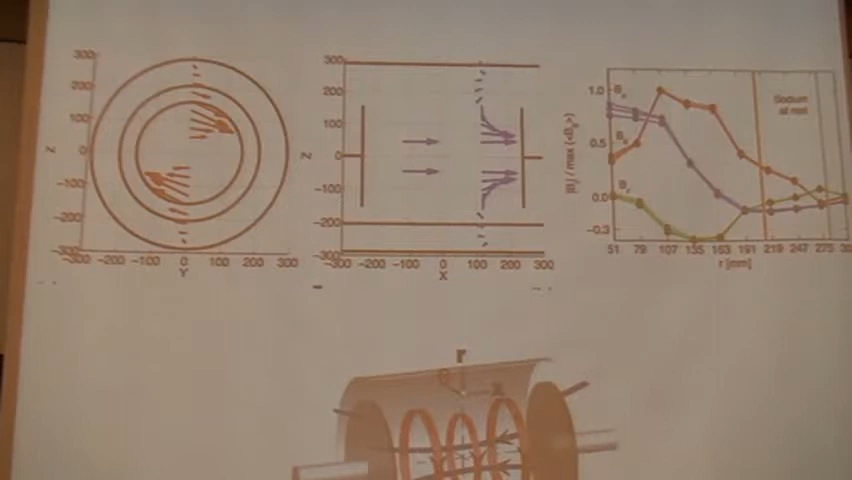 300
200
100
0
-100
-200
-300
Z
-300 -200 -100 0 100 200 300
Y
300
200
100
0
-100
-200
-300
Z
-300 -200 -100 0 100 200 300
X
1.0
0.5
0.0
-0.3
Sodium
at rest
51 79 107 135 163 191 219 247 275 30
r [mm]
r